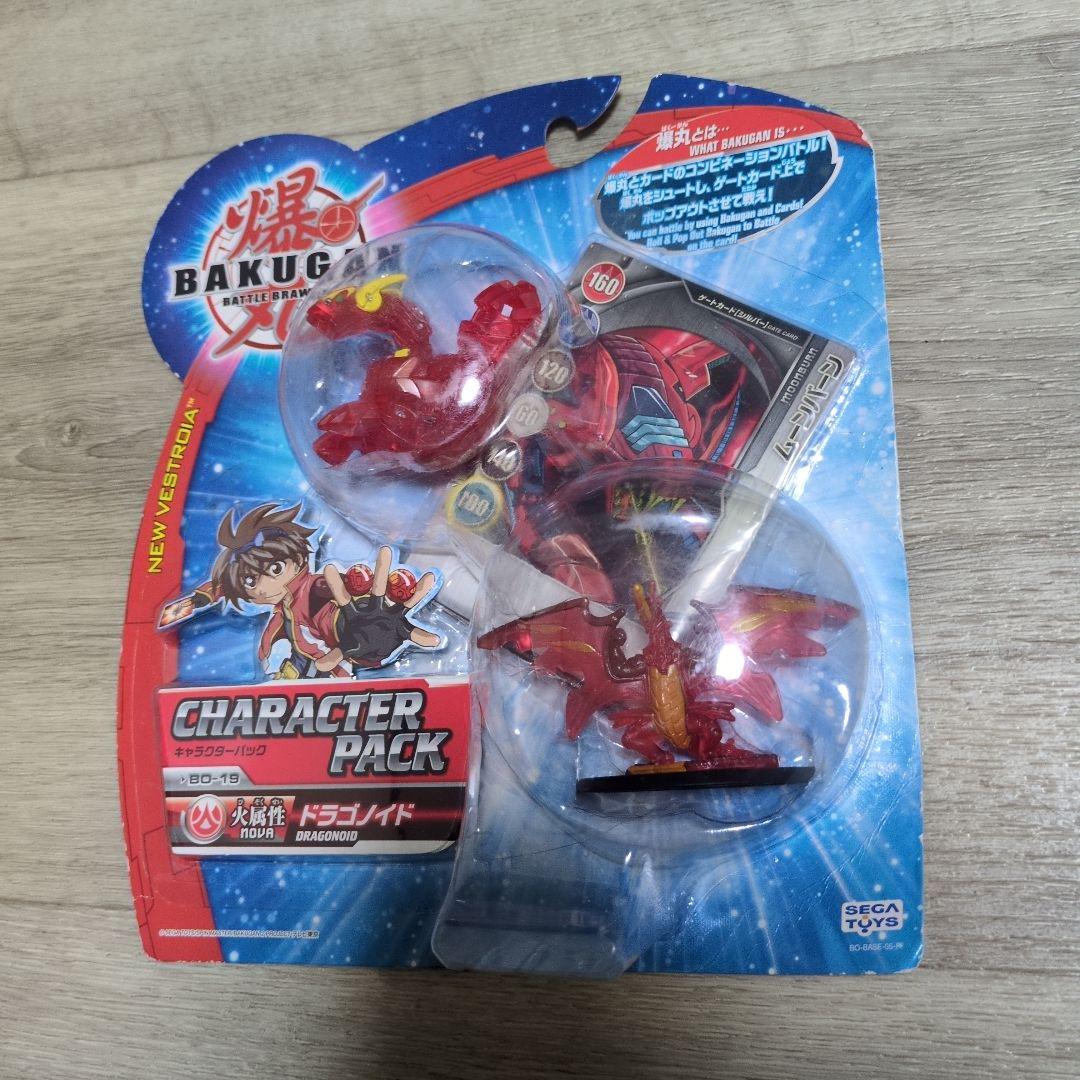 爆
BAKUGAN
BATTLE BRAW
NEW VESTROIA™
爆丸とは…
WHAT BAKUGAN IS・・・
爆丸とカードのコンビネーションバトル!
爆丸をシュートし、ゲートカード上で
ポップアウトさせて戦え!
You can battle by using Bakugan and Cards!
Roll & Pop Out Bakugan to Battle
on the card!
160
ゲートカード[シルバー]GATE CARD
MOONBURN
ムーンバーン
120
60
CHARACTER
PACK
キャラクターパック
BO-19
火属性
NOVA
ドラゴノイド
DRAGONOID
SEGA
TOYS